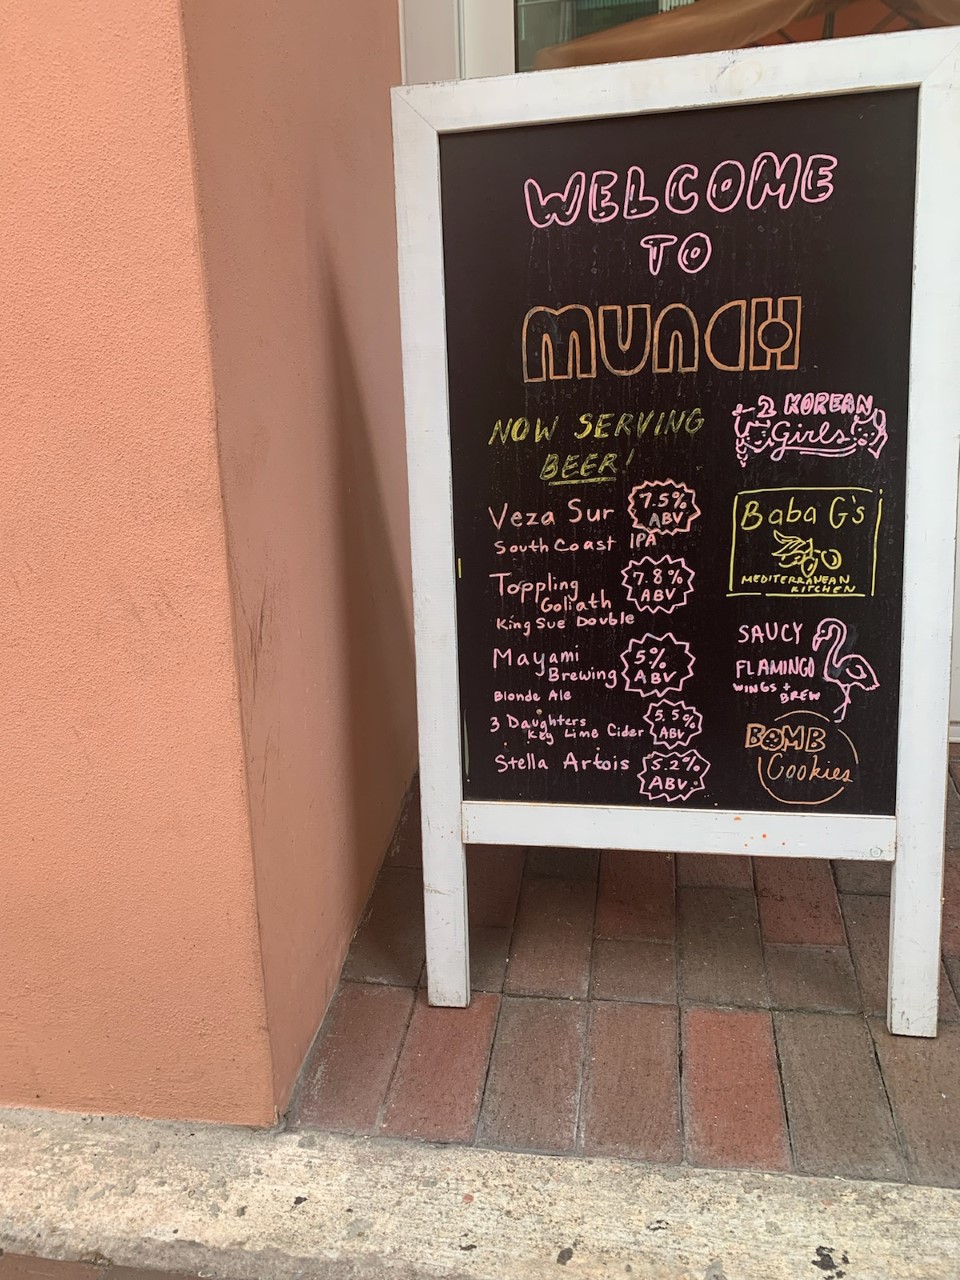 WELCOME
TO
MUNCH
NOW SERVING
BEER!
Veza Sur
7.5%
ABV
South Coast IPA
Toppling
Goliath
7.8%
ABV
King Sue Double
Mayami
Brewing
5%
ABV
Blonde Ale
3 Daughters
Key Lime Cider
5.5%
ABV
Stella Artois
5.2%
ABV
2 KOREAN
Girls
Baba G's
MEDITERRANEAN
KITCHEN
SAUCY
FLAMINGO
WINGS +
BREW
BOMB
Cookies